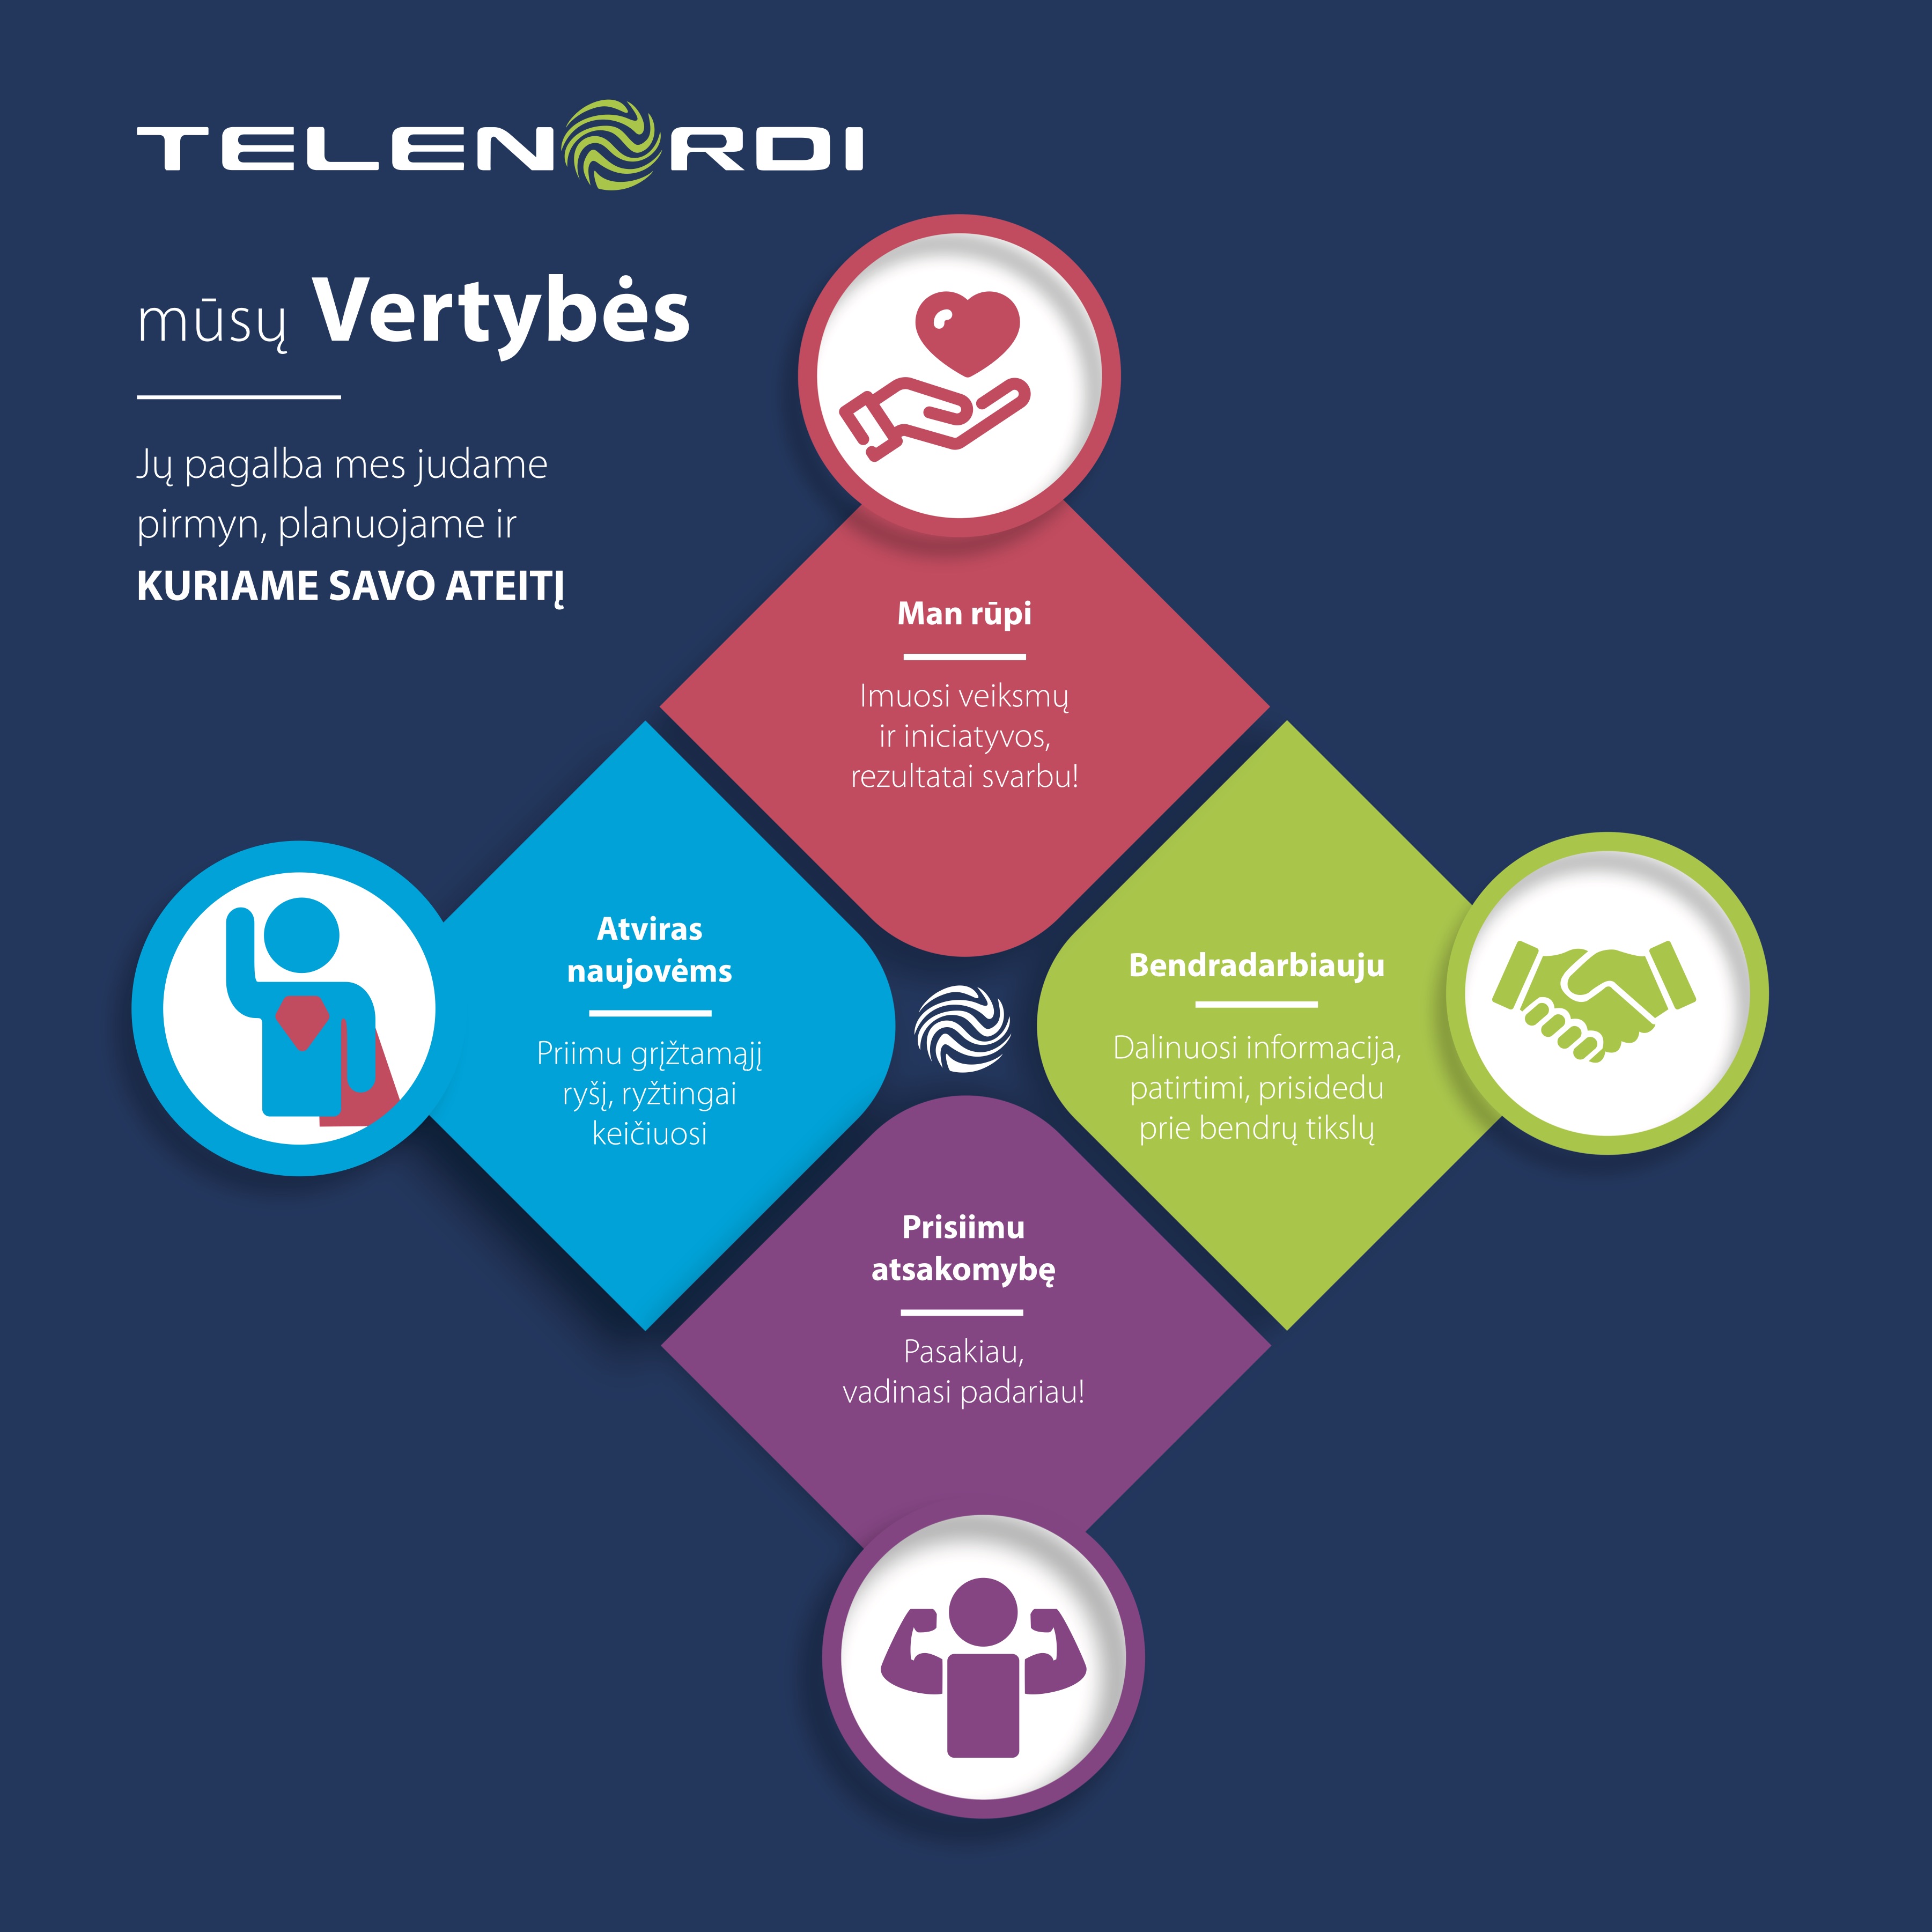 TELENORDI
mūsų Vertybės
Jų pagalba mes judame
pirmyn, planuojame ir
KURIAME SAVO ATEITĮ
Man rūpi
Imuosi veiksmų
ir iniciatyvos,
rezultatai svarbu!
Atviras
naujovėms
Priimu grįžtamąjį
ryšį, ryžtingai
keičiuosi
Bendradarbiauju
Dalinuosi informacija,
patirtimi, prisidedu
prie bendrų tikslų
Prisiimu
atsakomybę
Pasakiau,
vadinasi padariau!